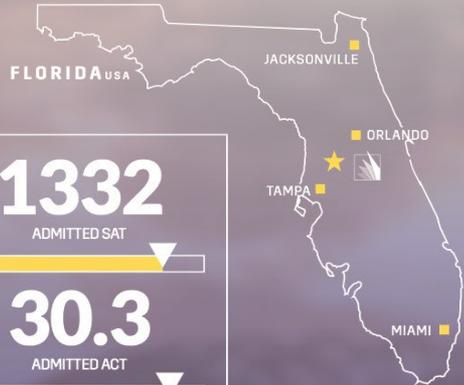 JACKSONVILLE
FLORIDA USA
ORLANDO
TAMPA
MIAMI
1332
ADMITTED SAT
30.3
ADMITTED ACT